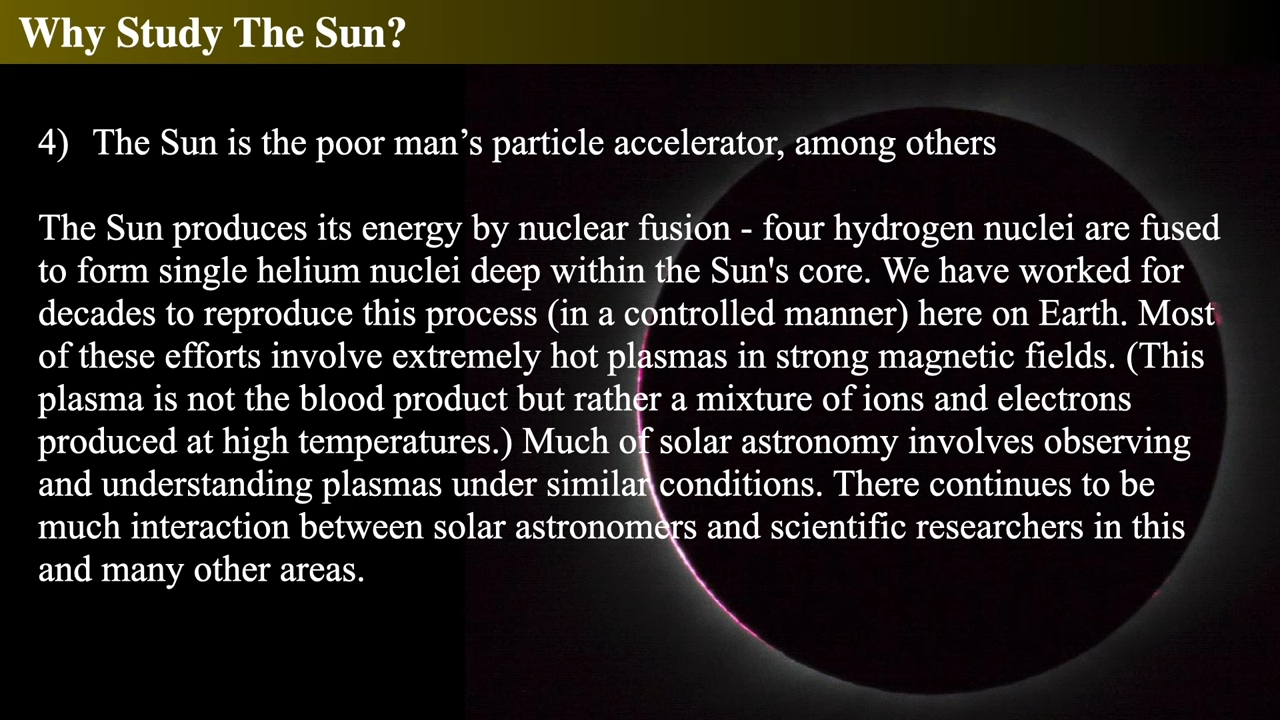 Why Study The Sun?
4) The Sun is the poor man’s particle accelerator, among others
The Sun produces its energy by nuclear fusion - four hydrogen nuclei are fused
to form single helium nuclei deep within the Sun's core. We have worked for
decades to reproduce this process (in a controlled manner) here on Earth. Most
of these efforts involve extremely hot plasmas in strong magnetic fields. (This
plasma is not the blood product but rather a mixture of ions and electrons
produced at high temperatures.) Much of solar astronomy involves observing
and understanding plasmas under similar conditions. There continues to be
much interaction between solar astronomers and scientific researchers in this
and many other areas.